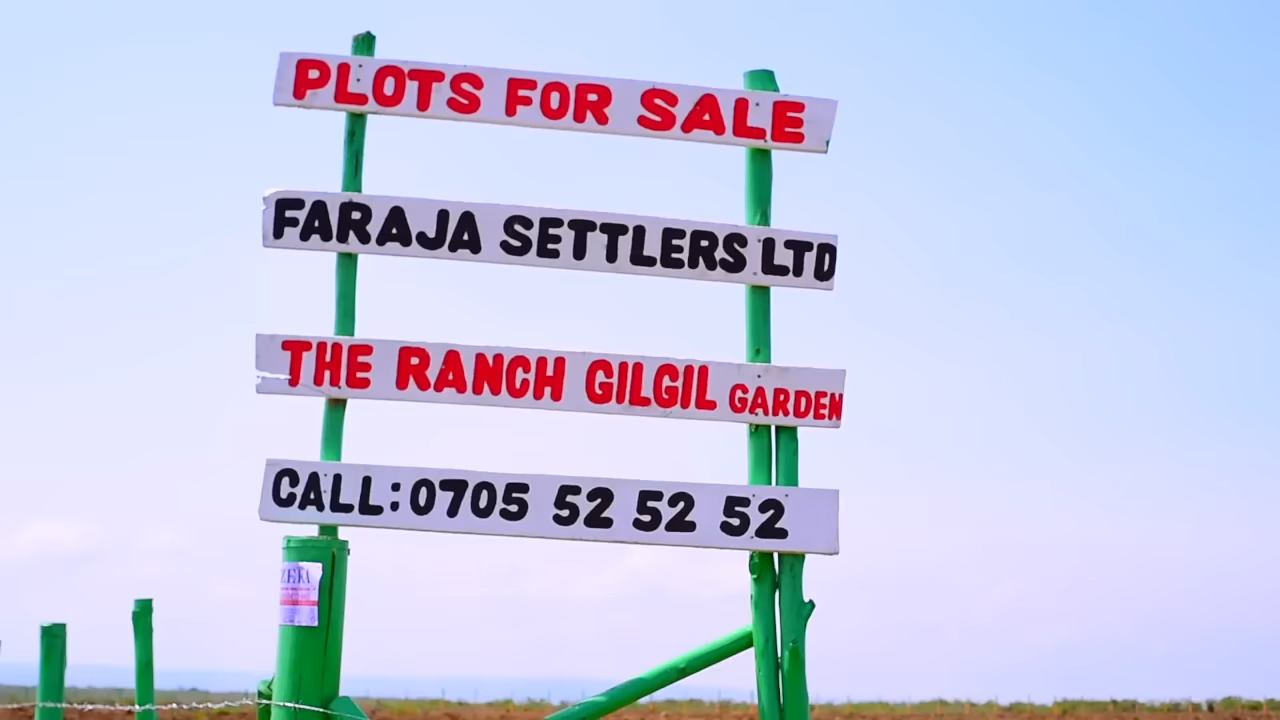 PLOTS FOR SALE
FARAJA SETTLERS LTD
THE RANCH GILGIL GARDEN
CALL: 0705 52 52 52